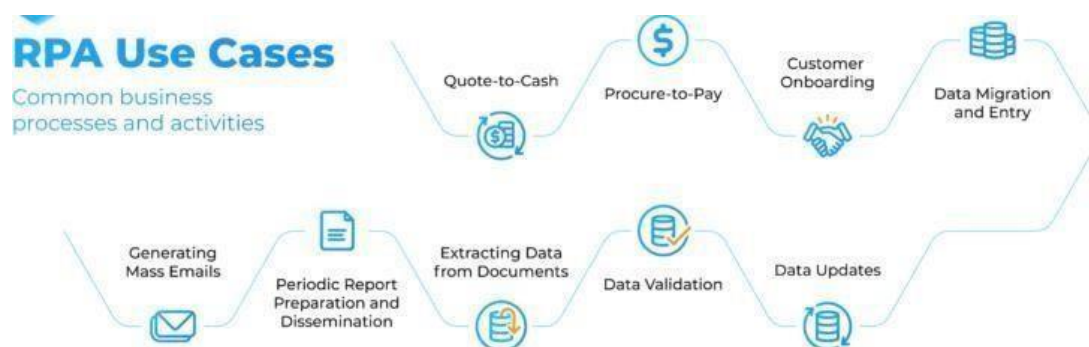 RPA Use Cases
Common business
processes and activities
Quote-to-Cash
Procure-to-Pay
Customer
Onboarding
Data Migration
and Entry
Generating
Mass Emails
Periodic Report
Preparation and
Dissemination
Extracting Data
from Documents
Data Validation
Data Updates